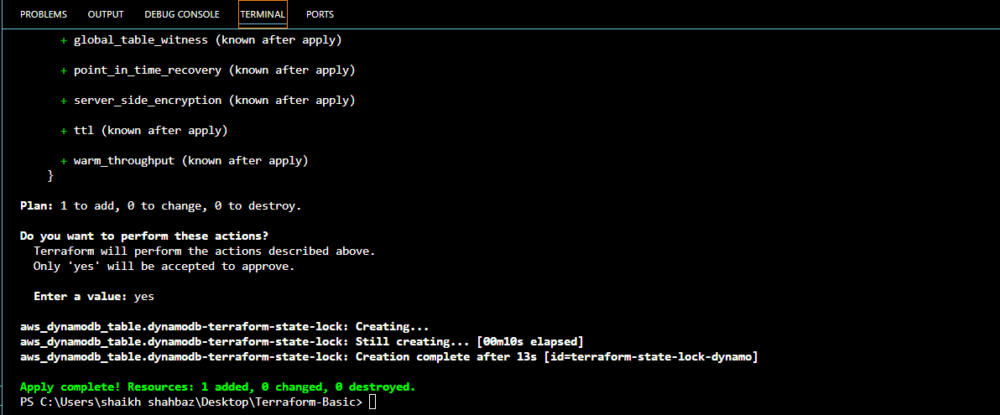 PROBLEMS OUTPUT DEBUG CONSOLE TERMINAL PORTS
+ global_table_witness (known after apply)
+ point_in_time_recovery (known after apply)
+ server_side_encryption (known after apply)
+ ttl (known after apply)
+ warm_throughput (known after apply)
}
Plan: 1 to add, 0 to change, 0 to destroy.
Do you want to perform these actions?
Terraform will perform the actions described above.
Only 'yes' will be accepted to approve.
Enter a value: yes
aws_dynamodb_table.dynamodb-terraform-state-lock: Creating...
aws_dynamodb_table.dynamodb-terraform-state-lock: Still creating... [00m10s elapsed]
aws_dynamodb_table.dynamodb-terraform-state-lock: Creation complete after 13s [id=terraform-state-lock-dynamo]
Apply complete! Resources: 1 added, 0 changed, 0 destroyed.
PS C:\Users\shaikh shahbaz\Desktop\Terraform-Basic>